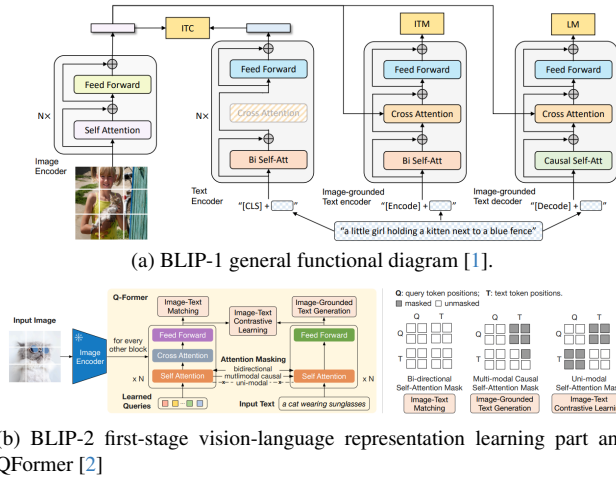 ITC
ITM
LM
Feed Forward
Feed Forward
Feed Forward
Feed Forward
N×
N×
Cross Attention
Cross Attention
Cross Attention
Self Attention
Bi Self-Att
Bi Self-Att
Causal Self-Att
Image
Encoder
Text
Encoder
Image-grounded
Text encoder
Image-grounded
Text decoder
"[CLS] + "
"[Encode] + "
"[Decode] + "
"a little girl holding a kitten next to a blue fence"
(a) BLIP-1 general functional diagram [1].
Input Image
Image
Encoder
Q-Former
for every
other block
Image-Text
Matching
Image-Text
Contrastive
Learning
Image-Grounded
Text Generation
Feed Forward
Feed Forward
Cross Attention
Attention Masking
bidirectional
multimodal causal
uni-modal
Self Attention
Self Attention
x N
x N
Learned
Queries
Input Text
a cat wearing sunglasses
Q: query token positions; T: text token positions.
masked
unmasked
Q T
Q
T
Bi-directional
Self-Attention Mask
Image-Text
Matching
Q T
Q
T
Multi-modal Causal
Self-Attention Mask
Image-Grounded
Text Generation
Q T
Q
T
Uni-modal
Self-Attention Mas
Image-Text
Contrastive Learni
(b) BLIP-2 first-stage vision-language representation learning part an
QFormer [2]